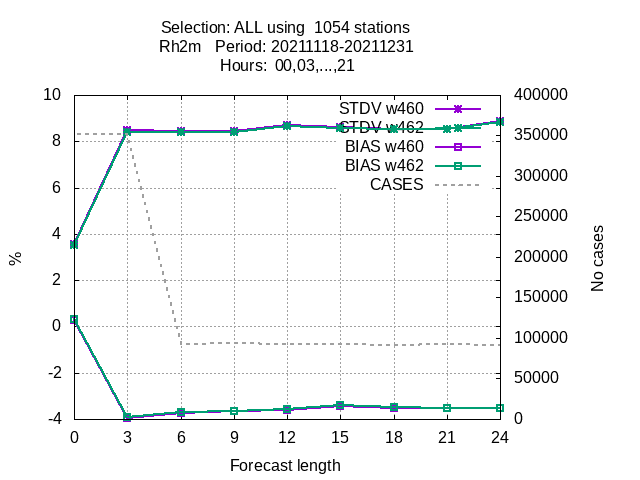 Selection: ALL using  1054 stations
Rh2m   Period: 20211118-20211231
Hours:  00,03,...,21
10
8
6
4
2
0
-2
-4
%
400000
350000
300000
250000
200000
150000
100000
50000
0
No cases
STDV w460
STDV w462
BIAS w460
BIAS w462
CASES
0 3 6 9 12 15 18 21 24
Forecast length